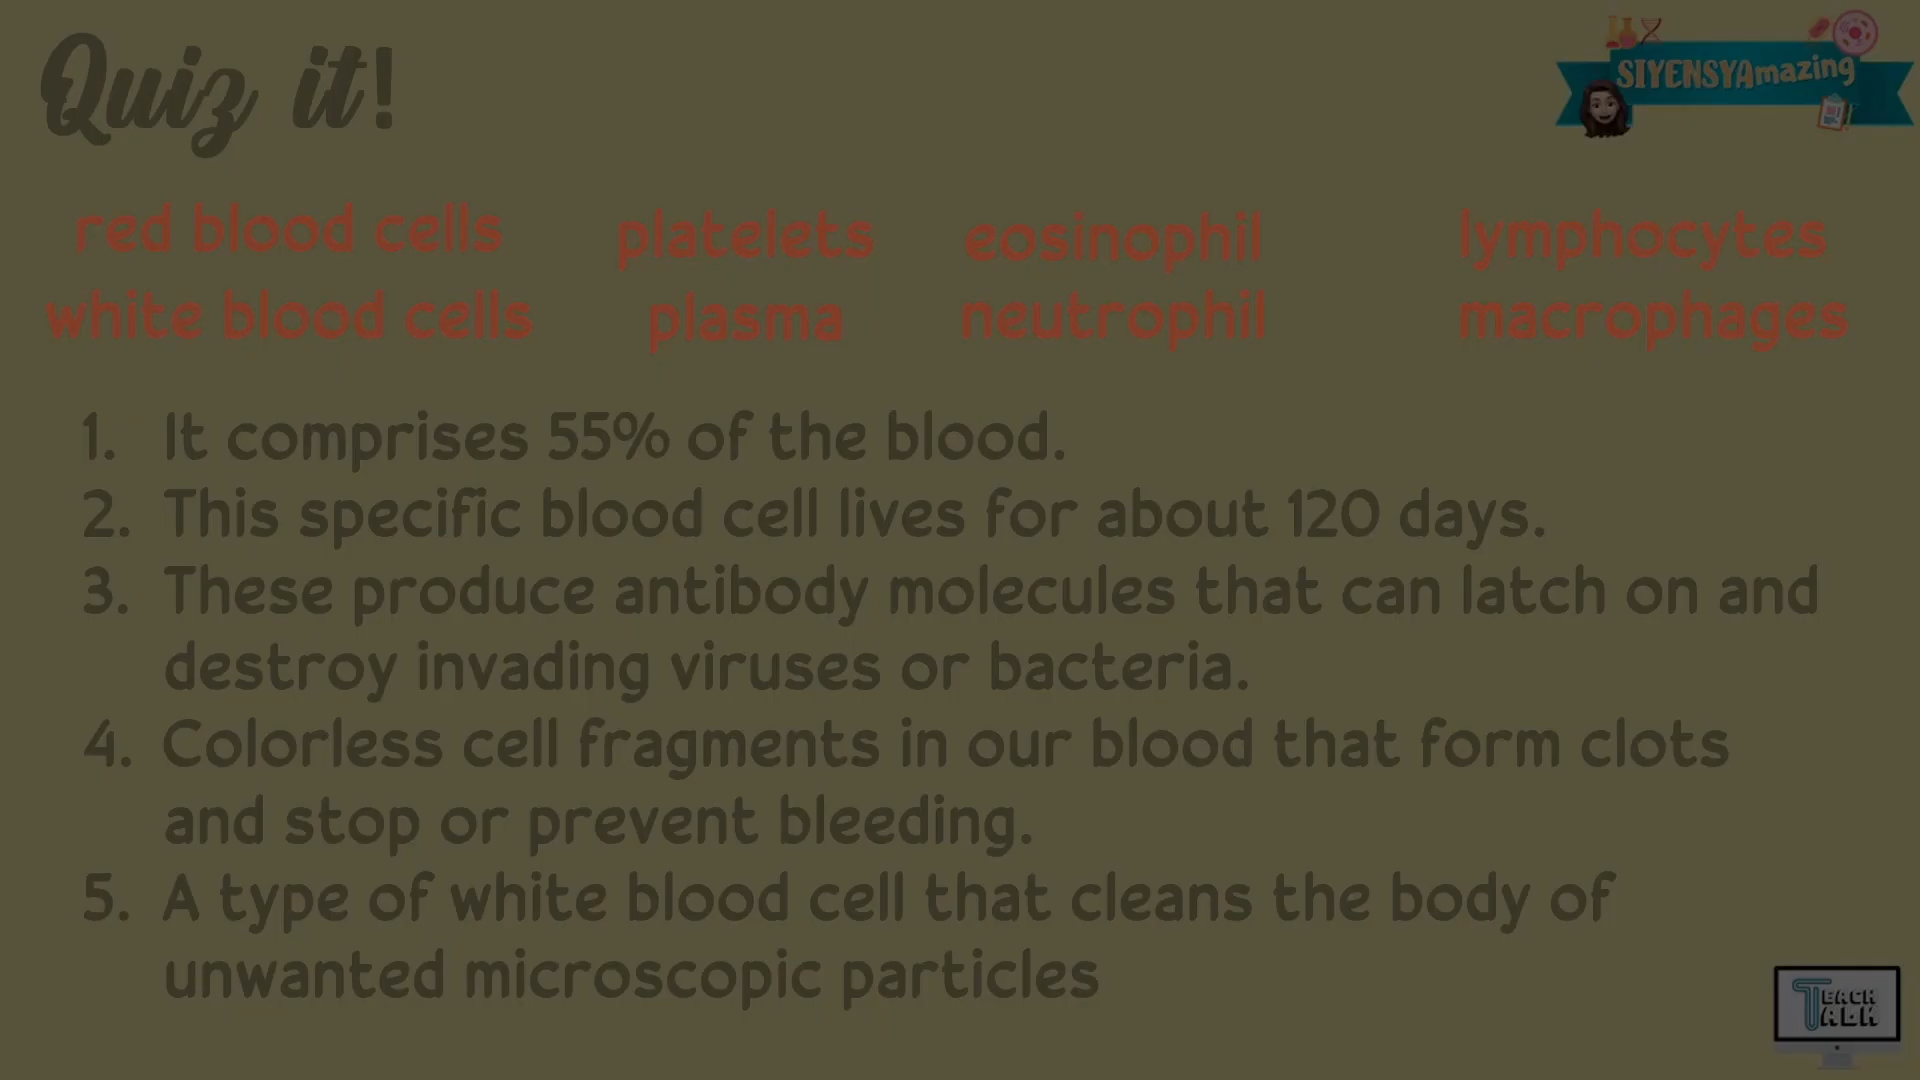 Quiz it!
SIYENSYAmazing
red blood cells platelets eosinophil lymphocytes
white blood cells plasma neutrophil macrophages
1. It comprises 55% of the blood.
2. This specific blood cell lives for about 120 days.
3. These produce antibody molecules that can latch on and
destroy invading viruses or bacteria.
4. Colorless cell fragments in our blood that form clots
and stop or prevent bleeding.
5. A type of white blood cell that cleans the body of
unwanted microscopic particles
TEACH
TALK